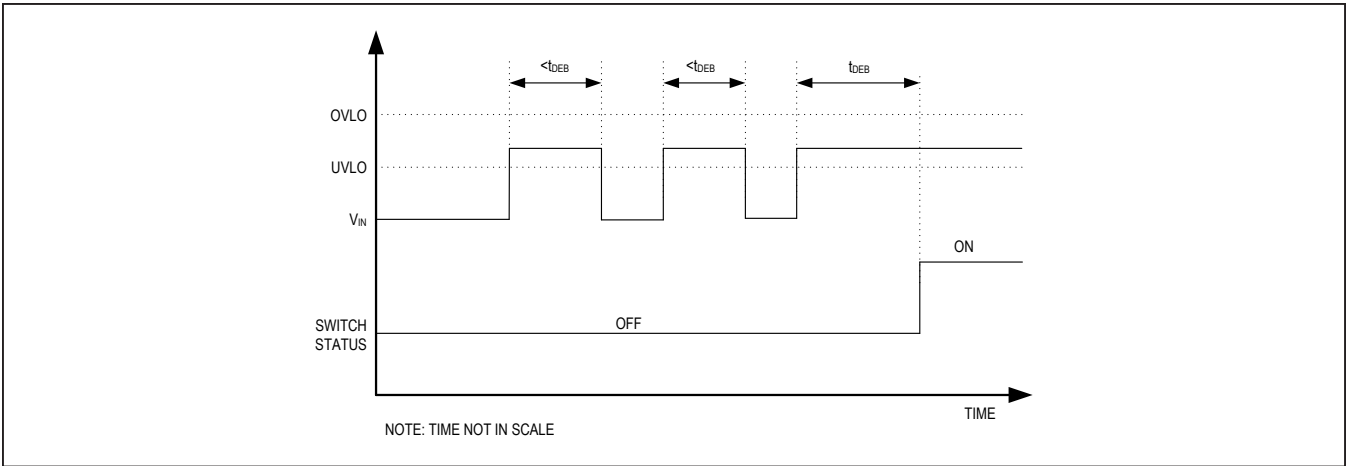 <tDEB
<tDEB
tDEB
OVLO
UVLO
VIN
ON
OFF
SWITCH
STATUS
TIME
NOTE: TIME NOT IN SCALE